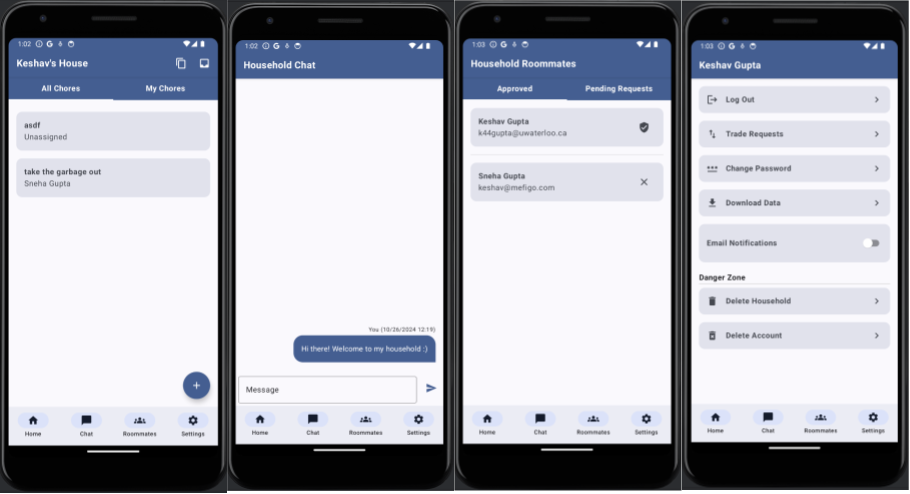 1:02
Keshav's House
All Chores
My Chores
asdf
Unassigned
take the garbage out
Sneha Gupta
+
Home
Chat
Roommates
Settings
1:02
Household Chat
You (10/26/2024 12:19)
Hi there! Welcome to my household :)
Message
Home
Chat
Roommates
Settings
1:03
Household Roommates
Approved
Pending Requests
Keshav Gupta
k44gupta@uwaterloo.ca
Sneha Gupta
keshav@mefigo.com
Home
Chat
Roommates
Settings
1:03
Keshav Gupta
Log Out
Trade Requests
Change Password
Download Data
Email Notifications
Danger Zone
Delete Household
Delete Account
Home
Chat
Roommates
Settings